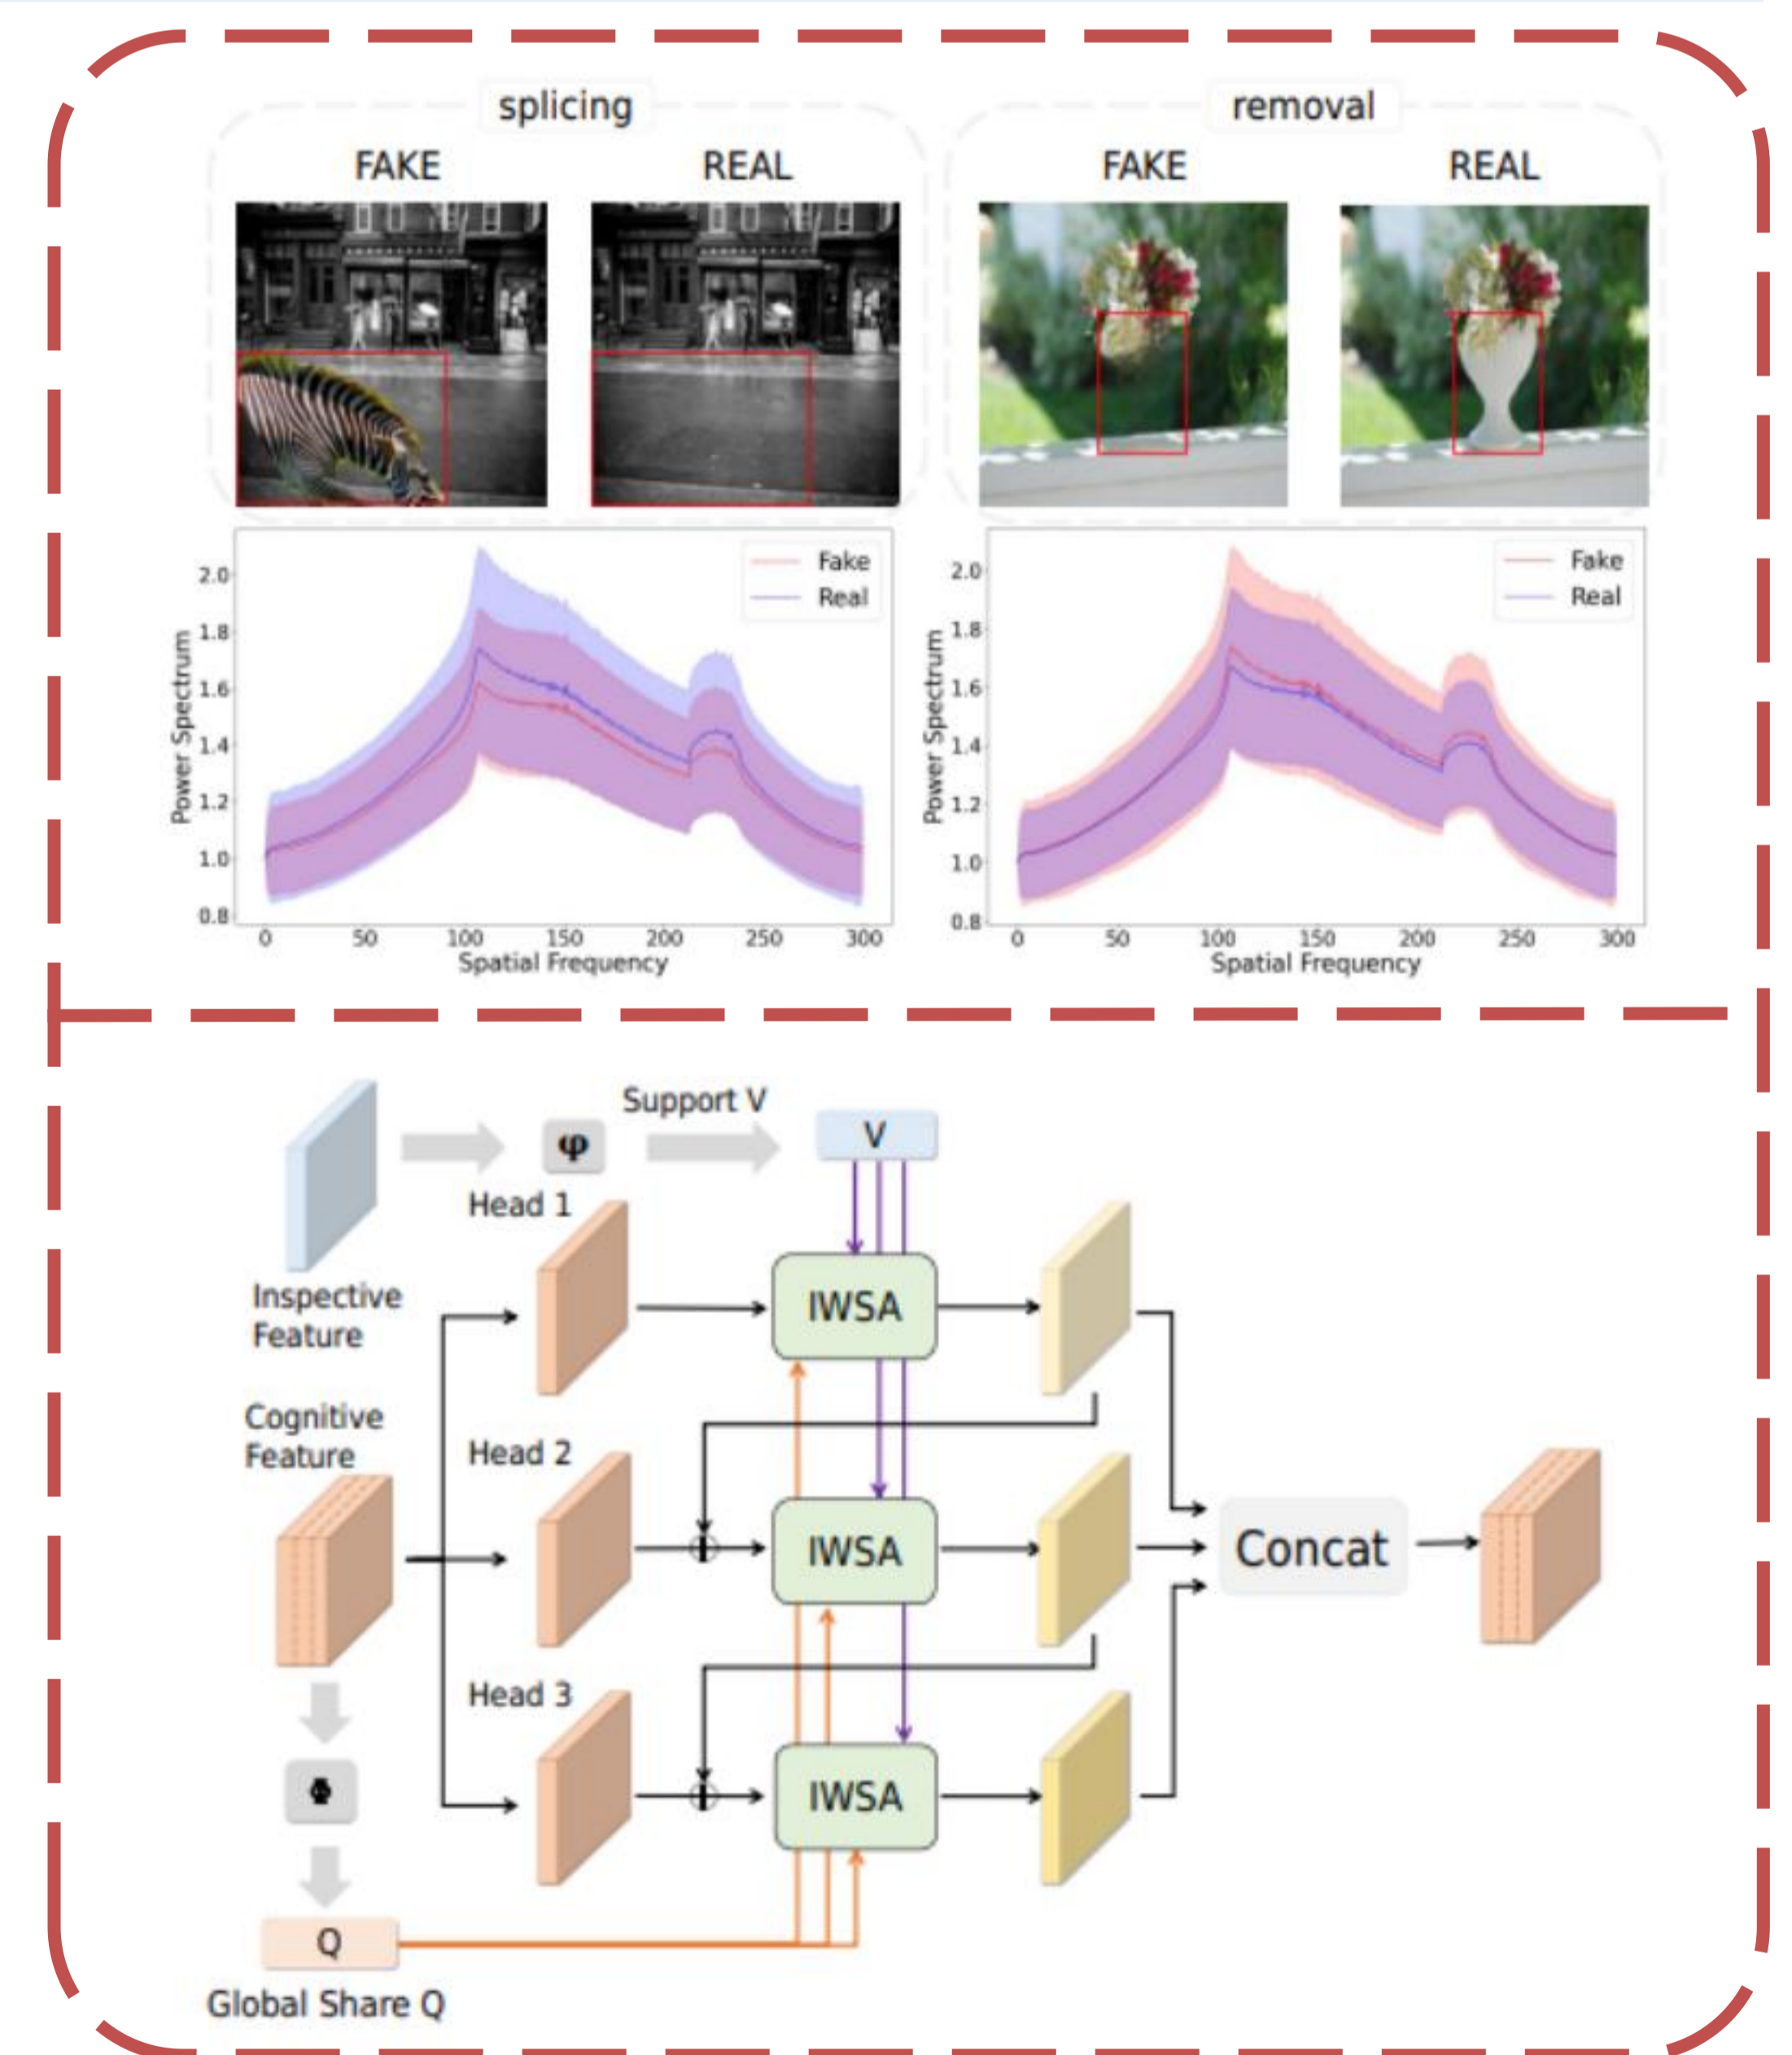 splicing
FAKE
REAL
removal
FAKE
REAL
Fake
Real
2.0
1.8
1.6
1.4
1.2
1.0
0.8
Power Spectrum
0 50 100 150 200 250 300
Spatial Frequency
Fake
Real
2.0
1.8
1.6
1.4
1.2
1.0
0.8
Power Spectrum
0 50 100 150 200 250 300
Spatial Frequency
Support V
φ
V
Head 1
Inspective
Feature
IWSA
Cognitive
Feature
Head 2
IWSA
Concat
Head 3
Φ
IWSA
Q
Global Share Q